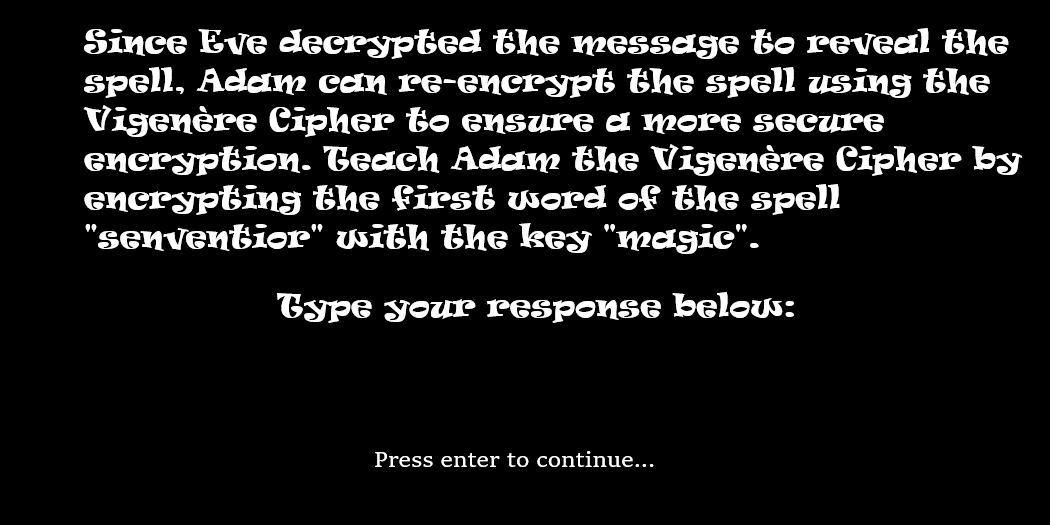 Since Eve decrypted the message to reveal the
spell, Adam can re-encrypt the spell using the
Vigenère Cipher to ensure a more secure
encryption. Teach Adam the Vigenère Cipher by
encrypting the first word of the spell
"senventior" with the key "magic".
Type your response below:
Press enter to continue...